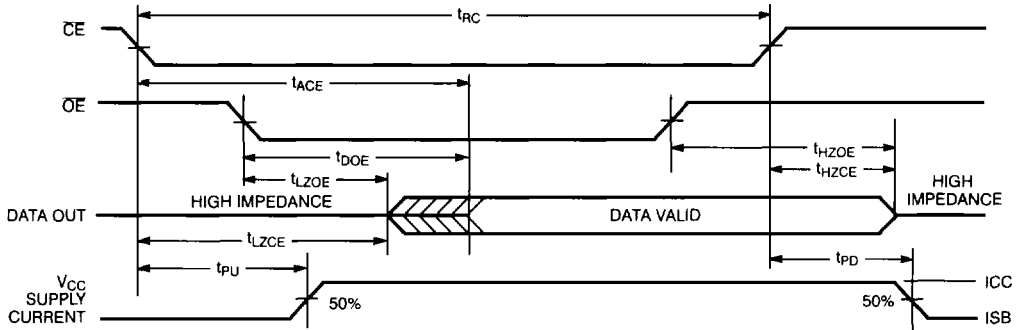 tRC
CE
tACE
OE
tDOE
tHZOE
tLZOE
tHZCE
HIGH IMPEDANCE
HIGH IMPEDANCE
DATA OUT
DATA VALID
tLZCE
tPU
tPD
VCC SUPPLY CURRENT
50%
50%
ICC
ISB